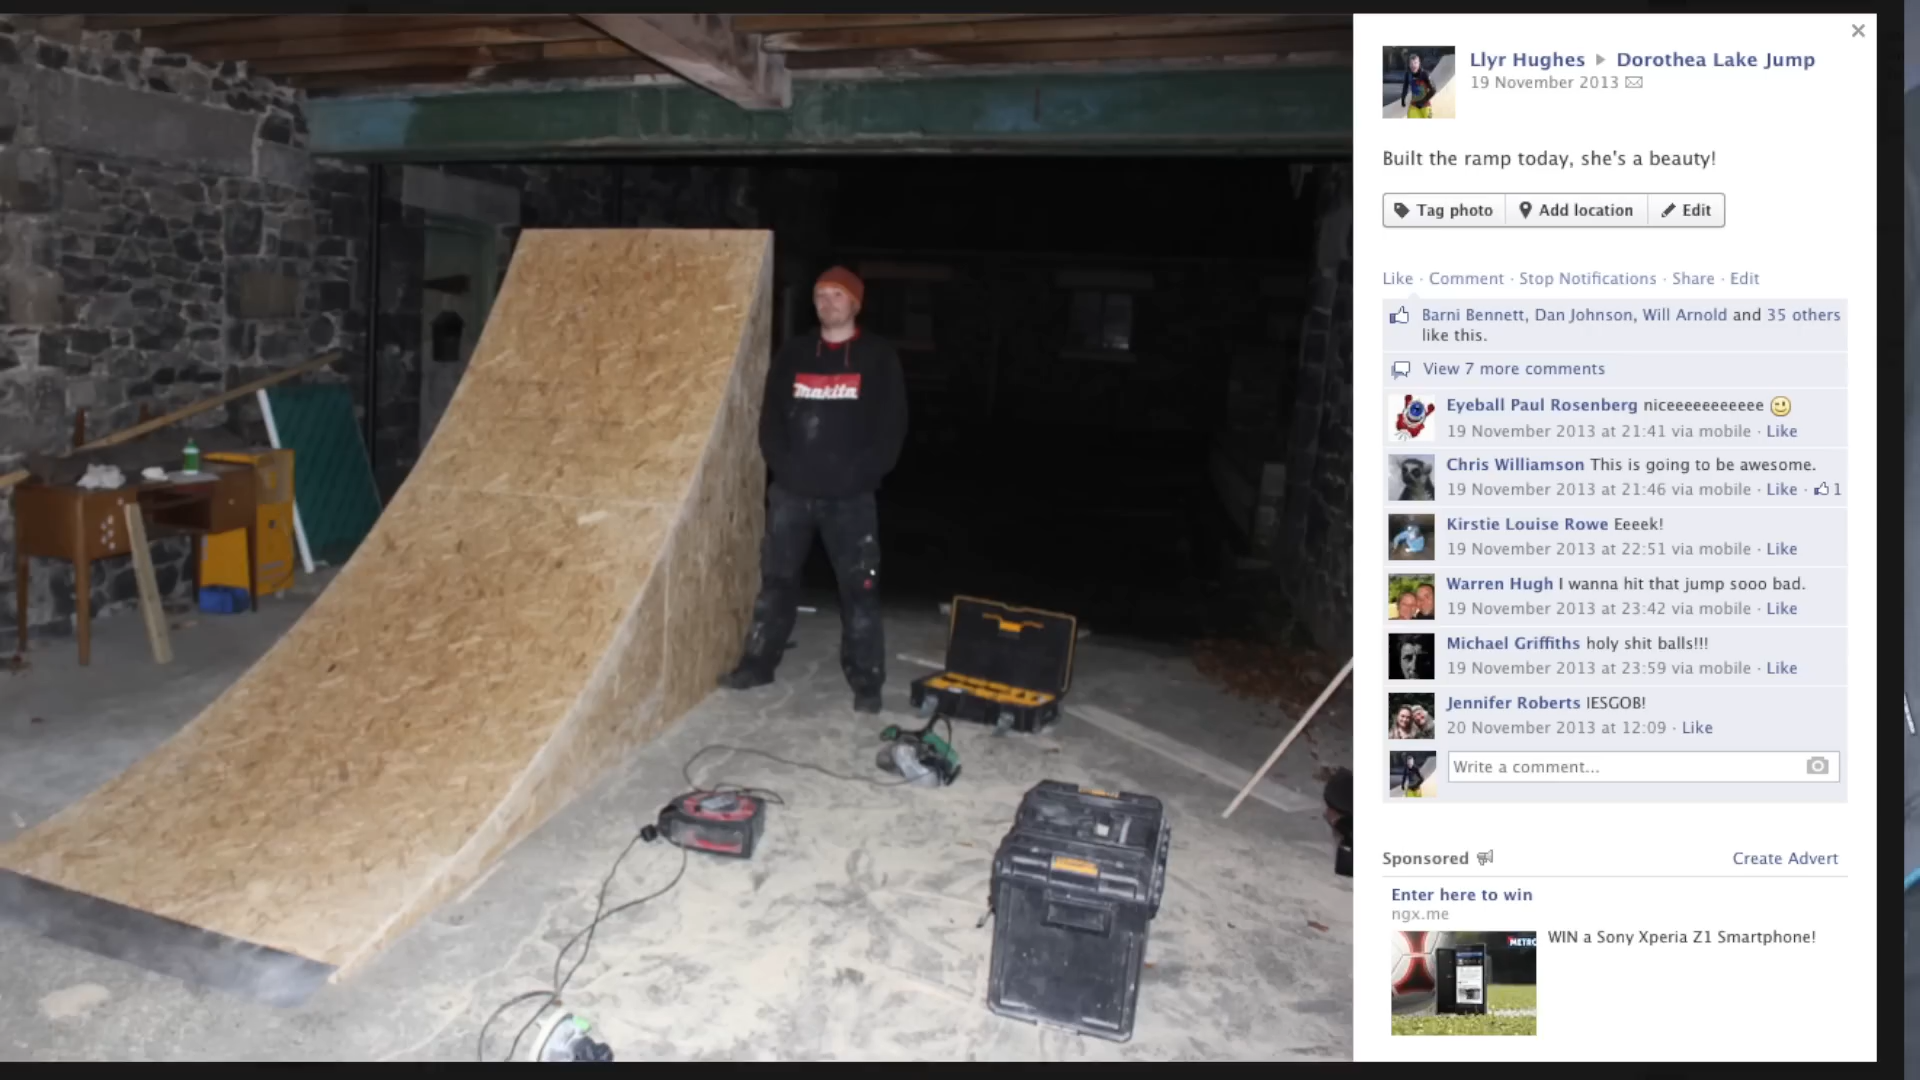 Llyr Hughes ▸ Dorothea Lake Jump
19 November 2013
Built the ramp today, she's a beauty!
Tag photo
Add location
Edit
Like · Comment · Stop Notifications · Share · Edit
Barni Bennett, Dan Johnson, Will Arnold and 35 others
like this.
View 7 more comments
Eyeball Paul Rosenberg niceeeeeeeeeee
19 November 2013 at 21:41 via mobile · Like
Chris Williamson This is going to be awesome.
19 November 2013 at 21:46 via mobile · Like · 1
Kirstie Louise Rowe Eeeek!
19 November 2013 at 22:51 via mobile · Like
Warren Hugh I wanna hit that jump sooo bad.
19 November 2013 at 23:42 via mobile · Like
Michael Griffiths holy shit balls!!!
19 November 2013 at 23:59 via mobile · Like
Jennifer Roberts IESGOB!
20 November 2013 at 12:09 · Like
Write a comment...
Sponsored
Create Advert
Enter here to win
ngx.me
METRO
WIN a Sony Xperia Z1 Smartphone!
makita